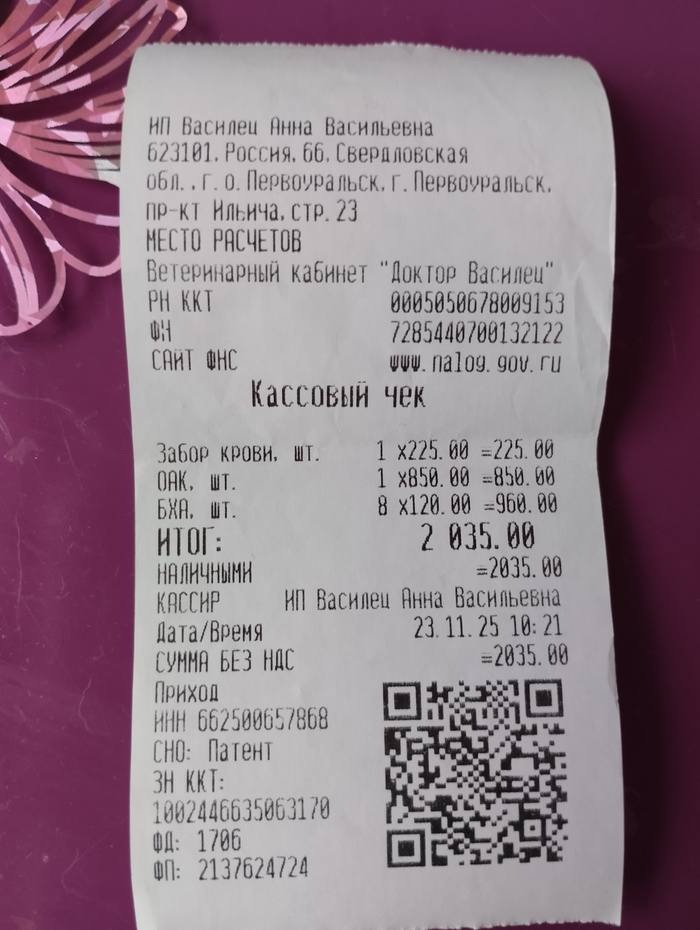 ИП Василец Анна Васильевна
623101, Россия, 66, Свердловская
обл., г. о. Первоуральск, г. Первоуральск,
пр-кт Ильича, стр. 23
МЕСТО РАСЧЕТОВ
Ветеринарный кабинет "Доктор Василец"
РН ККТ 0005050678009153
ФН 7285440700132122
САЙТ ФНС www.nalog.gov.ru
Кассовый чек
Забор крови, шт. 1 x225.00 =225.00
ОАК, шт. 1 x850.00 =850.00
БХА, шт. 8 x120.00 =960.00
ИТОГ: 2 035.00
НАЛИЧНЫМИ =2035.00
КАССИР ИП Василец Анна Васильевна
Дата/Время 23.11.25 10:21
СУММА БЕЗ НДС =2035.00
Приход
ИНН 662500657868
СНО: Патент
ЗН ККТ:
1002446635063170
ФД: 1706
ФП: 2137624724